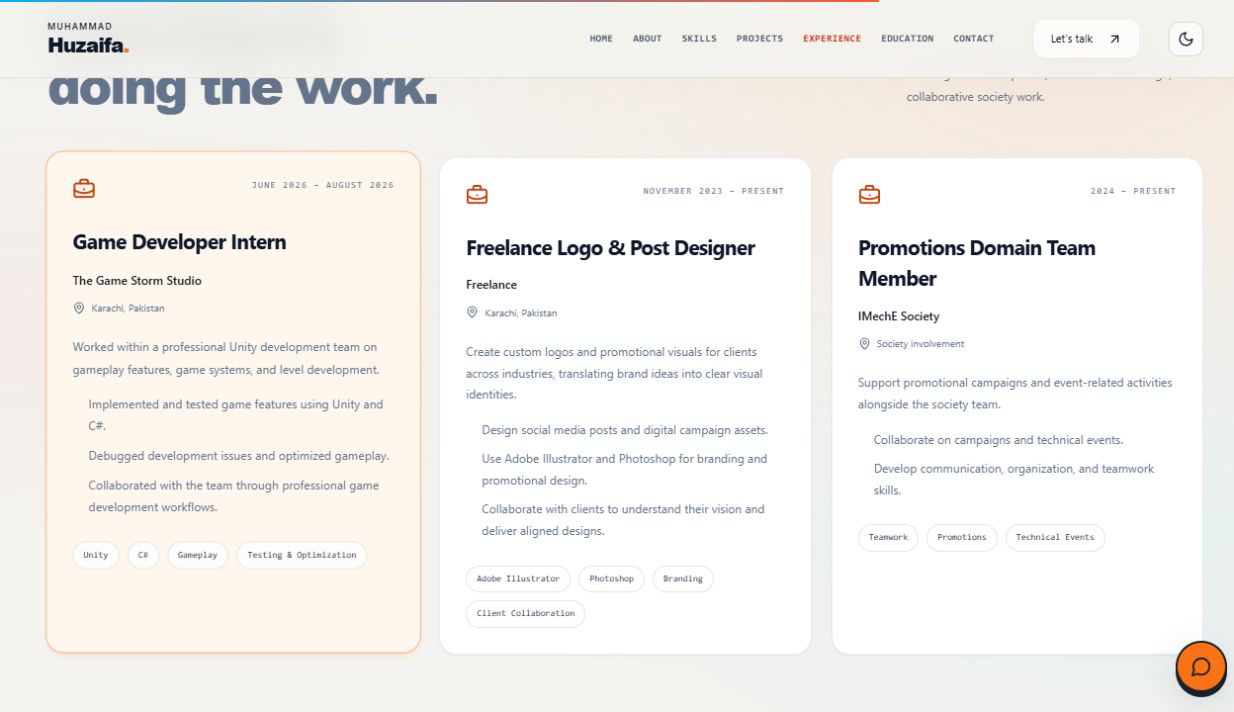 MUHAMMAD
Huzaifa.
HOME ABOUT SKILLS PROJECTS EXPERIENCE EDUCATION CONTACT
Let's talk
doing the work.
collaborative society work.
JUNE 2026 – AUGUST 2026
Game Developer Intern
The Game Storm Studio
Karachi, Pakistan
Worked within a professional Unity development team on
gameplay features, game systems, and level development.
Implemented and tested game features using Unity and
C#.
Debugged development issues and optimized gameplay.
Collaborated with the team through professional game
development workflows.
Unity C# Gameplay Testing & Optimization
NOVEMBER 2023 – PRESENT
Freelance Logo & Post Designer
Freelance
Karachi, Pakistan
Create custom logos and promotional visuals for clients
across industries, translating brand ideas into clear visual
identities.
Design social media posts and digital campaign assets.
Use Adobe Illustrator and Photoshop for branding and
promotional design.
Collaborate with clients to understand their vision and
deliver aligned designs.
Adobe Illustrator Photoshop Branding
Client Collaboration
2024 – PRESENT
Promotions Domain Team
Member
IMechE Society
Society involvement
Support promotional campaigns and event-related activities
alongside the society team.
Collaborate on campaigns and technical events.
Develop communication, organization, and teamwork
skills.
Teamwork Promotions Technical Events